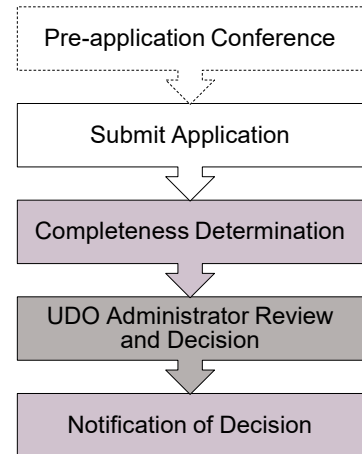 Pre-application Conference
Submit Application
Completeness Determination
UDO Administrator Review
and Decision
Notification of Decision